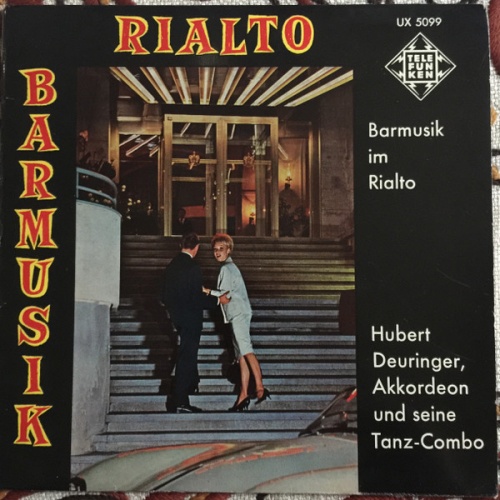 RIALTO
BARMUSIK
UX 5099
TELE
FUN
KEN
Barmusik
im
Rialto
Hubert
Deuringer,
Akkordeon
und seine
Tanz-Combo